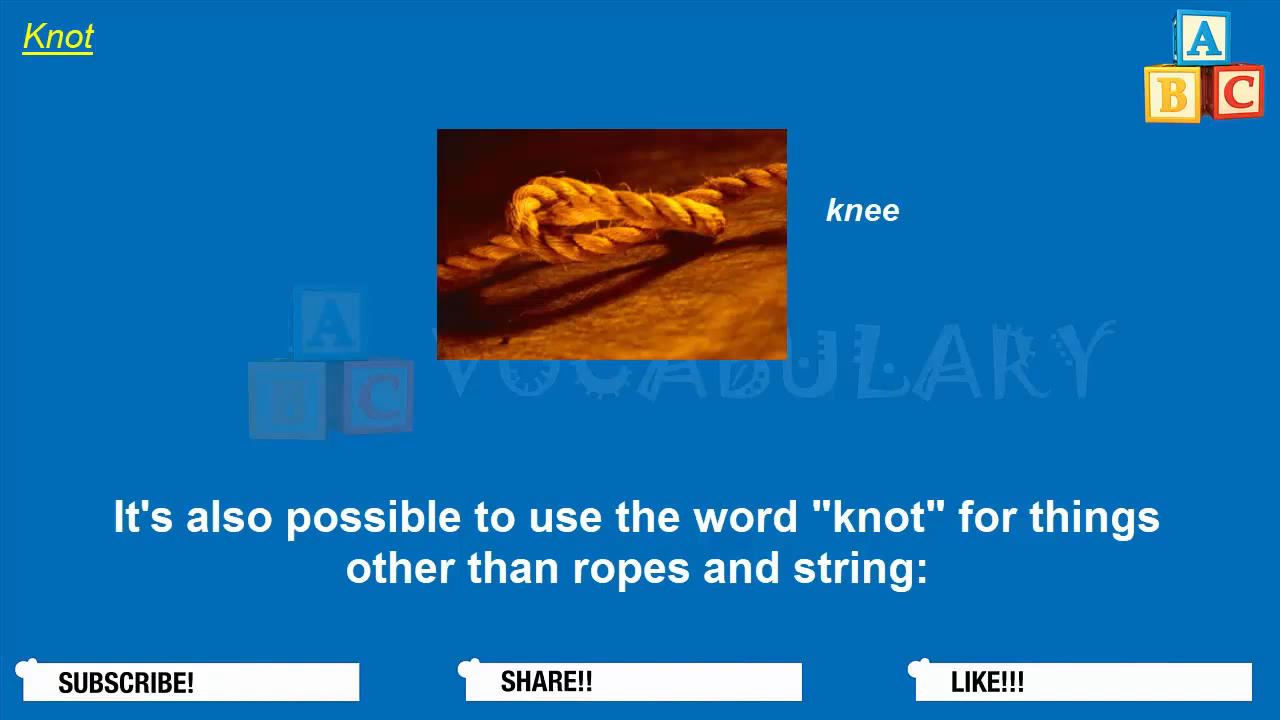 Knot
A
B C
knee
A
B C
VOCABULARY
It's also possible to use the word "knot" for things
other than ropes and string:
SUBSCRIBE!
SHARE!!
LIKE!!!